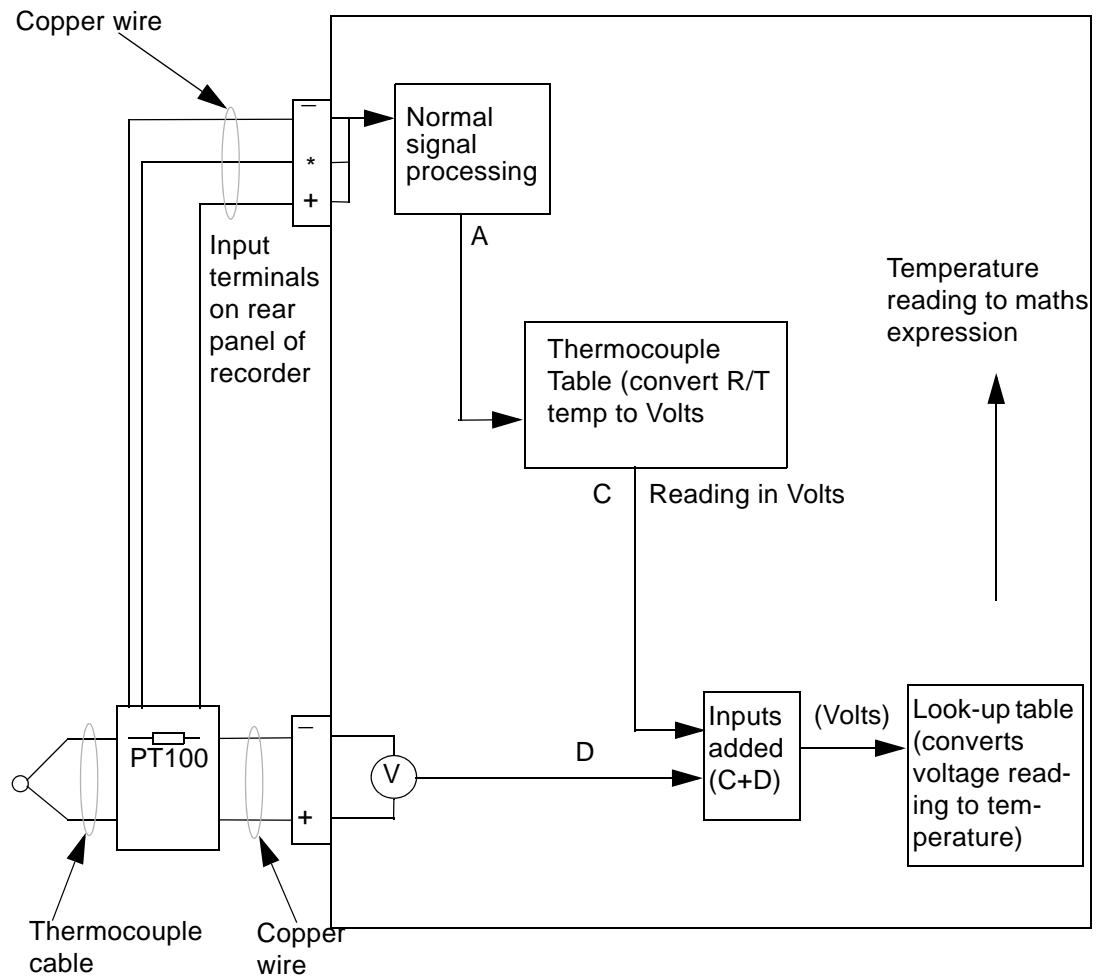 Copper wire
–
*
+
Normal
signal
processing
A
Input
terminals
on rear
panel of
recorder
Temperature
reading to maths
expression
Thermocouple
Table (convert R/T
temp to Volts
C
Reading in Volts
–
PT100
+
V
D
Inputs
added
(C+D)
(Volts)
Look-up table
(converts
voltage read-
ing to tem-
perature)
Thermocouple
cable
Copper
wire